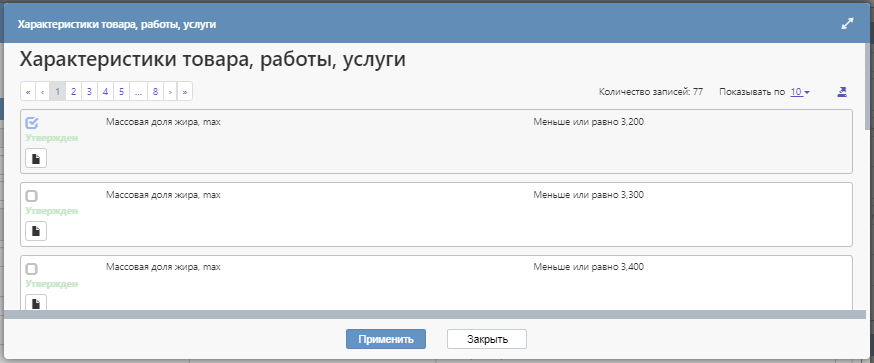 Характеристики товара, работы, услуги
Характеристики товара, работы, услуги
« ‹ 1 2 3 4 5 ... 8 › » Количество записей: 77 Показывать по 10
Массовая доля жира, max Меньше или равно 3,200
Утвержден
Массовая доля жира, max Меньше или равно 3,300
Утвержден
Массовая доля жира, max Меньше или равно 3,400
Утвержден
Применить Закрыть